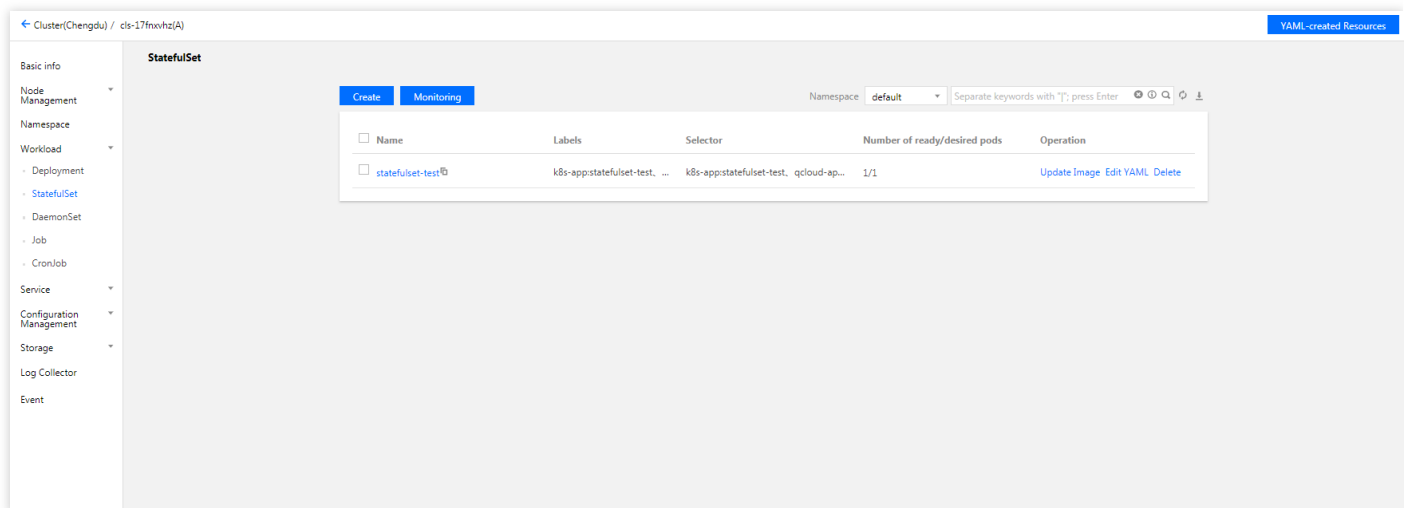 Cluster(Chengdu) / cls-17fnxvhz(A)
YAML-created Resources
Basic info
Node
Management
Namespace
Workload
Deployment
StatefulSet
DaemonSet
Job
CronJob
Service
Configuration
Management
Storage
Log Collector
Event
StatefulSet
Create Monitoring
Namespace default Separate keywords with "|"; press Enter
Name Labels Selector Number of ready/desired pods Operation
statefulset-test k8s-app:statefulset-test、... k8s-app:statefulset-test、qcloud-ap... 1/1 Update Image Edit YAML Delete